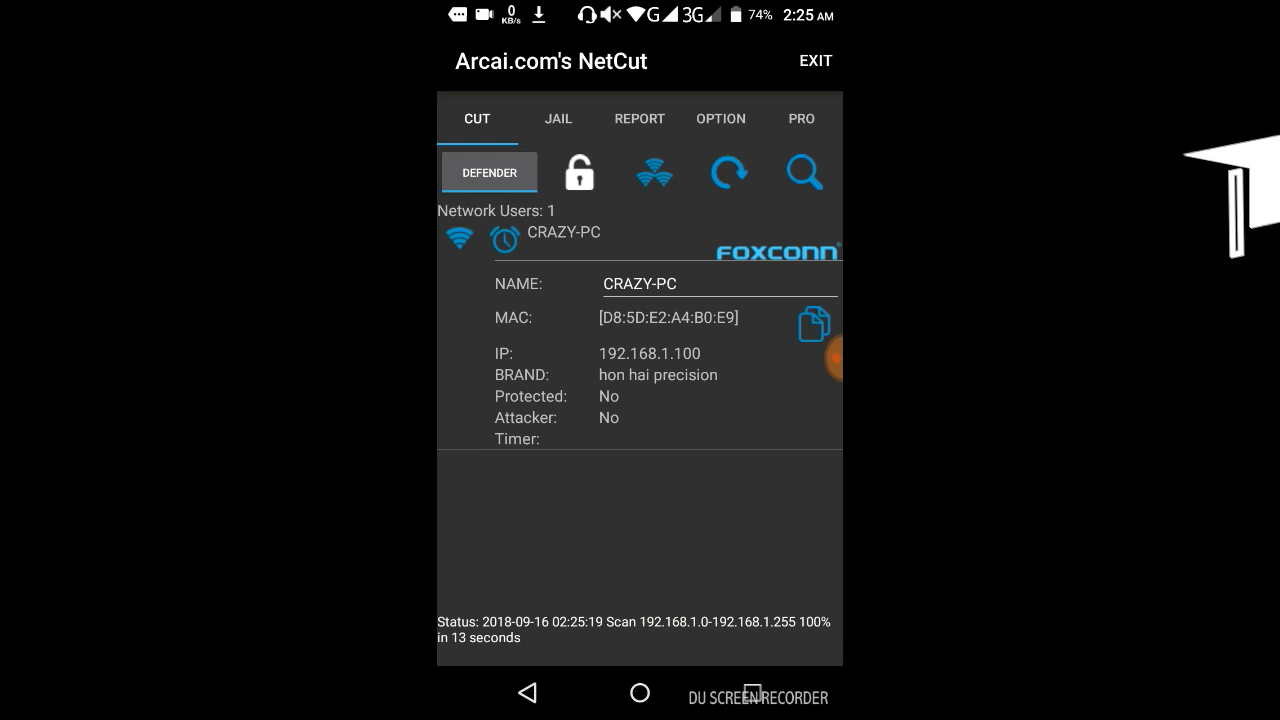 0 KB/s G 3G 74% 2:25 AM
Arcai.com's NetCut EXIT
CUT JAIL REPORT OPTION PRO
DEFENDER
Network Users: 1
CRAZY-PC
FOXCONN
NAME: CRAZY-PC
MAC: [D8:5D:E2:A4:B0:E9]
IP: 192.168.1.100
BRAND: hon hai precision
Protected: No
Attacker: No
Timer:
Status: 2018-09-16 02:25:19 Scan 192.168.1.0-192.168.1.255 100%
in 13 seconds
DU SCREEN RECORDER